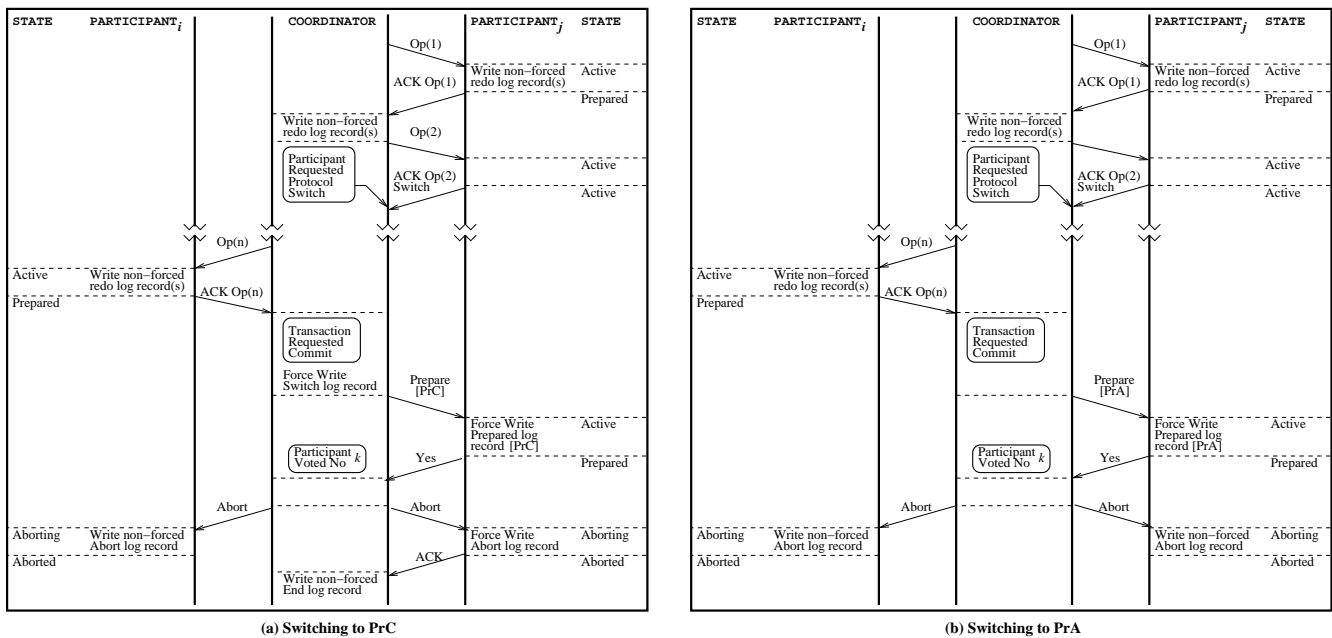 STATE PARTICIPANT i COORDINATOR PARTICIPANT j STATE
Op(1)
Write non−forced
redo log record(s)
Active
ACK Op(1)
Prepared
Write non−forced
redo log record(s)
Op(2)
Participant
Requested
Protocol
Switch
Active
ACK Op(2)
Switch
Active
Op(n)
Active
Write non−forced
redo log record(s)
Prepared
ACK Op(n)
Transaction
Requested
Commit
Force Write
Switch log record
Prepare
[PrC]
Force Write
Prepared log
record [PrC]
Active
Participant k
Voted No
Yes
Prepared
Abort
Abort
Aborting
Write non−forced
Abort log record
Force Write
Abort log record
Aborting
Aborted
ACK
Aborted
Write non−forced
End log record
(a) Switching to PrC
STATE PARTICIPANT i COORDINATOR PARTICIPANT j STATE
Op(1)
Write non−forced
redo log record(s)
Active
ACK Op(1)
Prepared
Write non−forced
redo log record(s)
Participant
Requested
Protocol
Switch
Active
ACK Op(2)
Switch
Active
Op(n)
Active
Write non−forced
redo log record(s)
Prepared
ACK Op(n)
Transaction
Requested
Commit
Prepare
[PrA]
Force Write
Prepared log
record [PrA]
Active
Participant k
Voted No
Yes
Prepared
Abort
Abort
Aborting
Write non−forced
Abort log record
Write non−forced
Abort log record
Aborting
Aborted
Aborted
(b) Switching to PrA